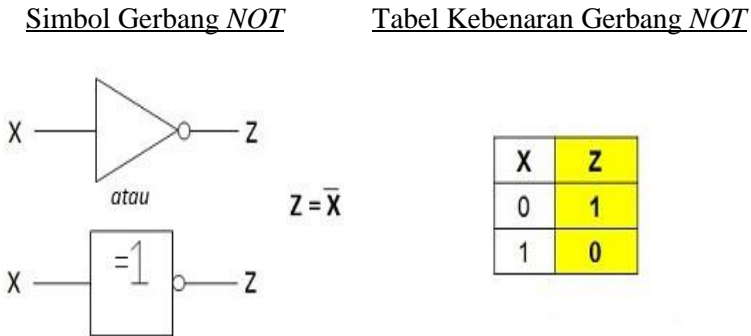 Simbol Gerbang NOT
Tabel Kebenaran Gerbang NOT
X Z
atau
Z = X̅
=1
X Z
X Z
0 1
1 0